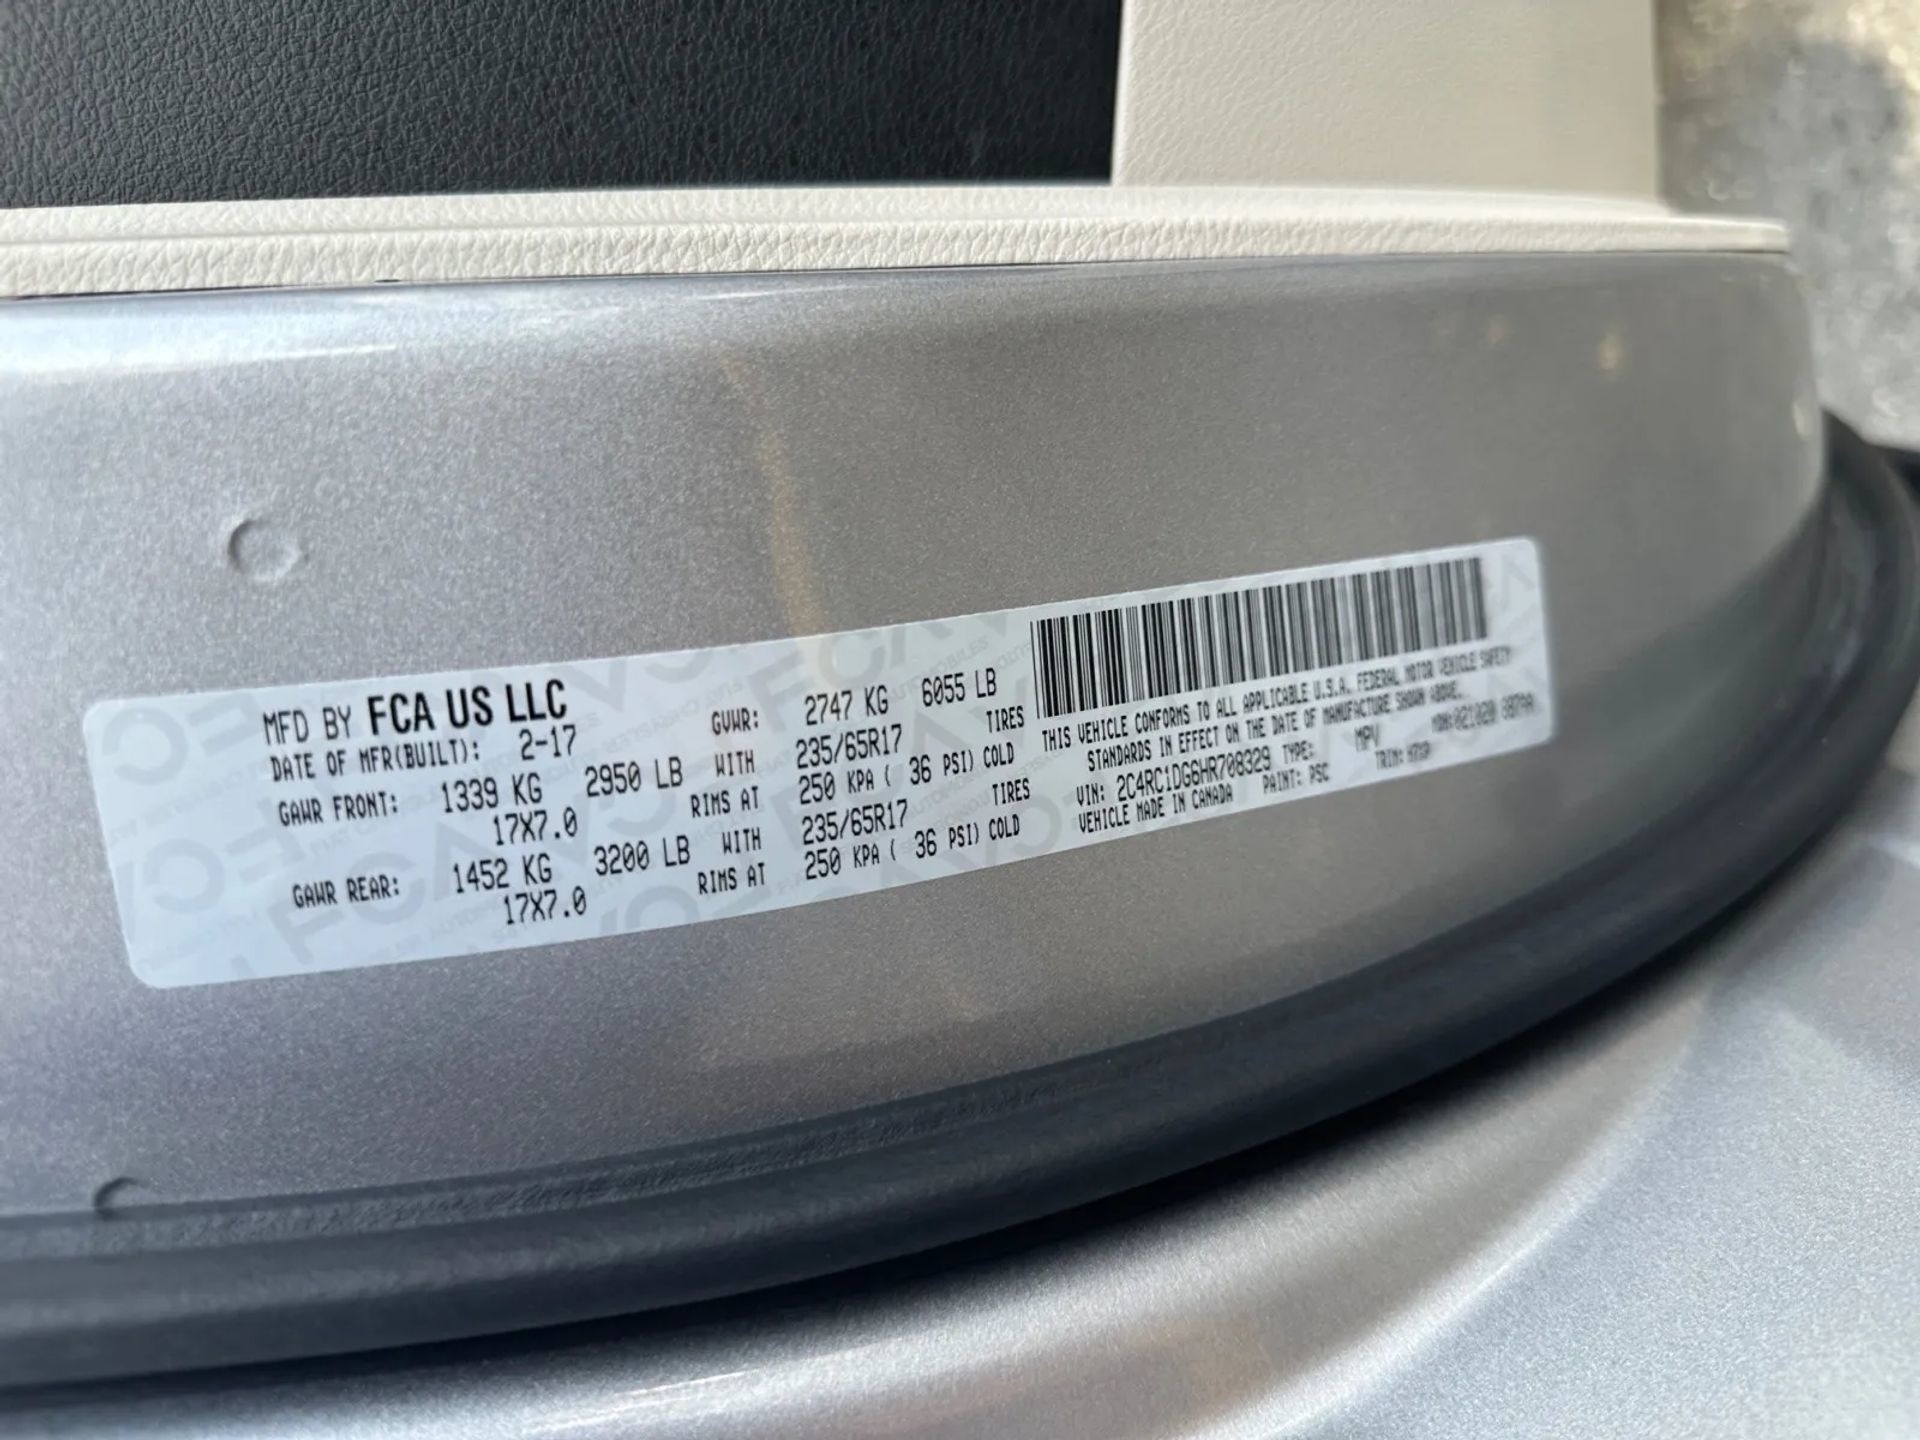 MFD BY FCA US LLC
DATE OF MFR(BUILT): 2-17 GVWR: 2747 KG 6055 LB
GAWR FRONT: 1339 KG 2950 LB WITH 235/65R17 TIRES
17X7.0 RIMS AT 250 KPA ( 36 PSI) COLD
GAWR REAR: 1452 KG 3200 LB WITH 235/65R17 TIRES
17X7.0 RIMS AT 250 KPA ( 36 PSI) COLD
THIS VEHICLE CONFORMS TO ALL APPLICABLE U.S.A. FEDERAL MOTOR VEHICLE SAFETY
STANDARDS IN EFFECT ON THE DATE OF MANUFACTURE SHOWN ABOVE.
VIN: 2C4RC1DG6HR708329 TYPE: MPV MDH:021020
VEHICLE MADE IN CANADA PAINT: PSC TRIM: